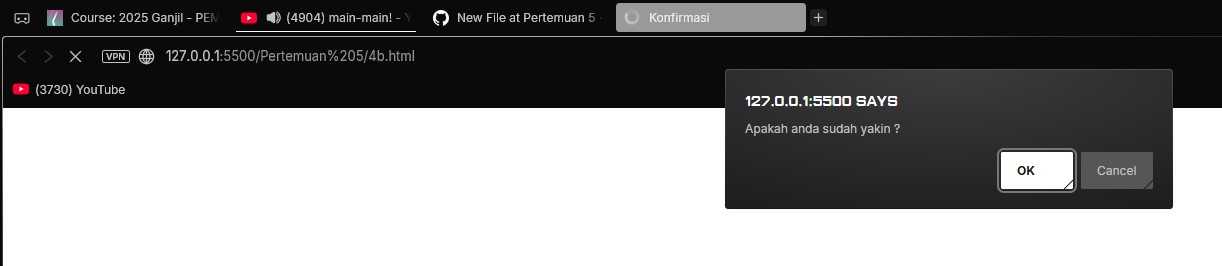 Course: 2025 Ganjil - PEM
(4904) main-main! - Y
New File at Pertemuan 5
Konfirmasi
VPN 127.0.0.1:5500/Pertemuan%205/4b.html
(3730) YouTube
127.0.0.1:5500 SAYS
Apakah anda sudah yakin ?
OK
Cancel